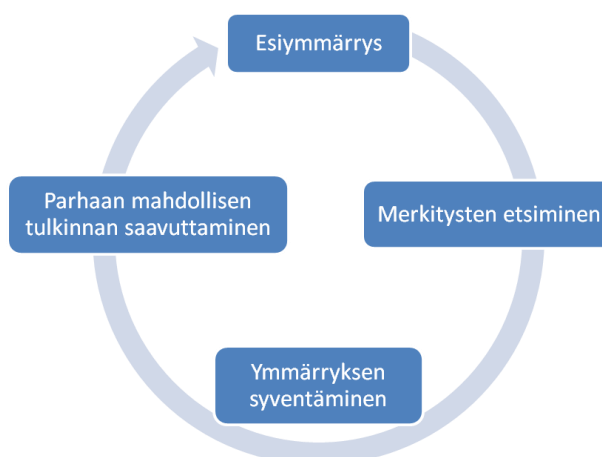 Esiymmärrys
Merkitysten etsiminen
Ymmärryksen
syventäminen
Parhaan mahdollisen
tulkinnan saavuttaminen